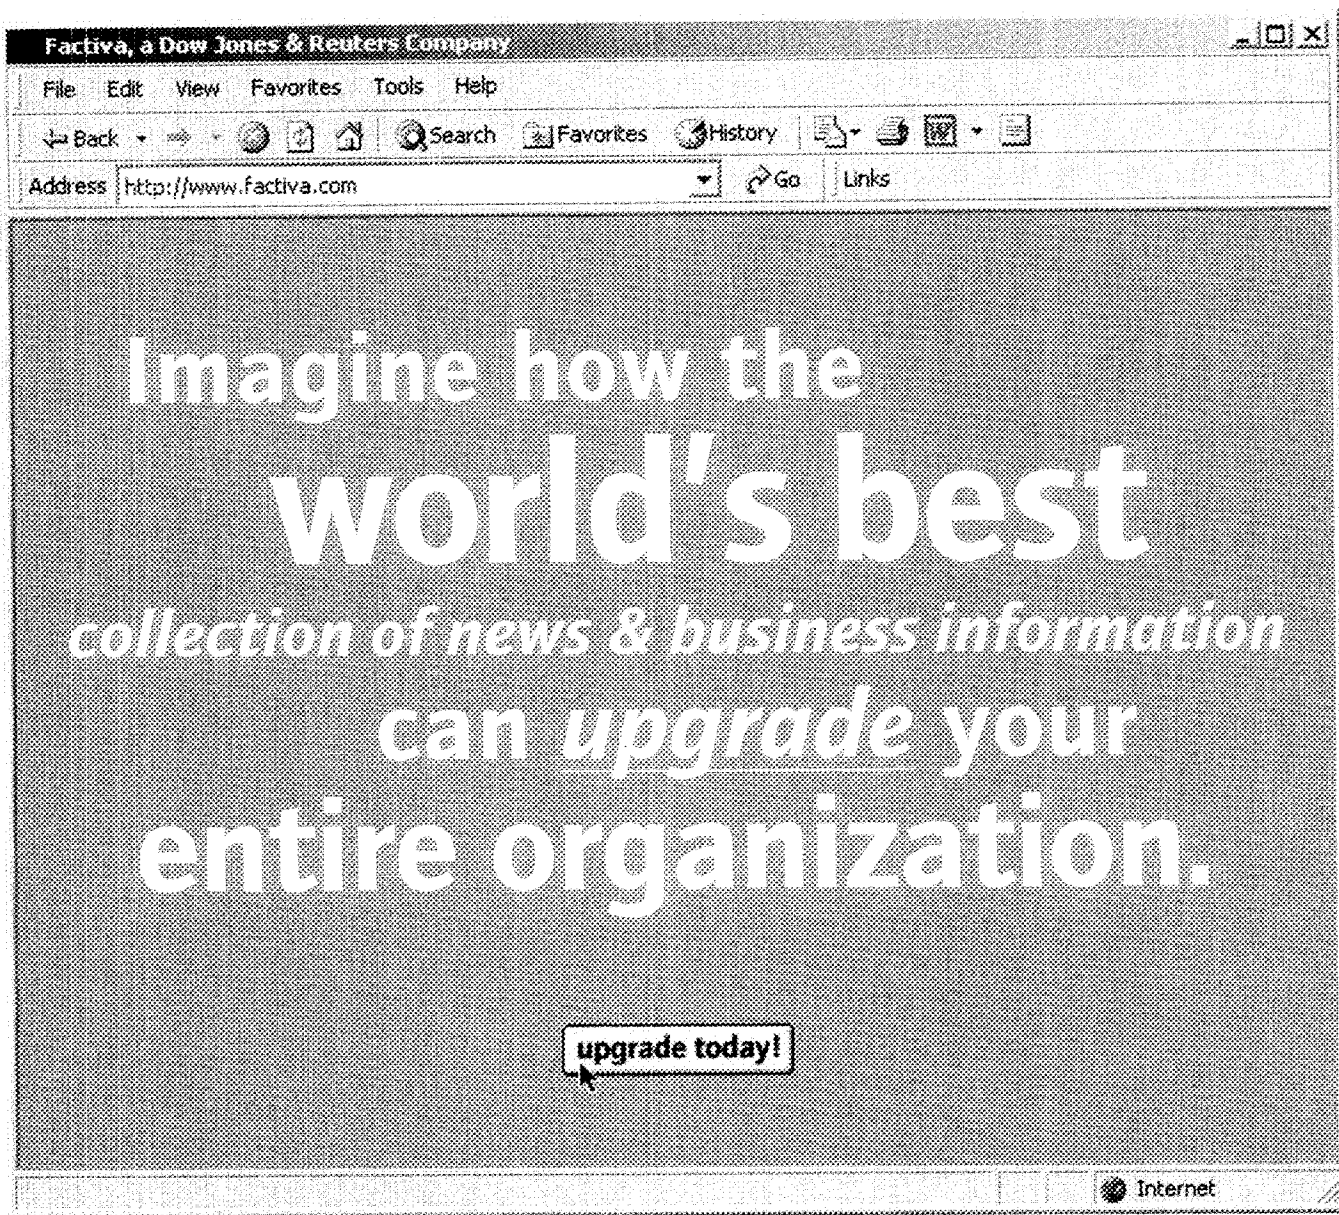 Factiva, a Dow Jones & Reuters Company
File Edit View Favorites Tools Help
Back Search Favorites History
Address http://www.factiva.com Go Links
Imagine how the
world's best
collection of news & business information
can upgrade your
entire organization.
upgrade today!
Internet